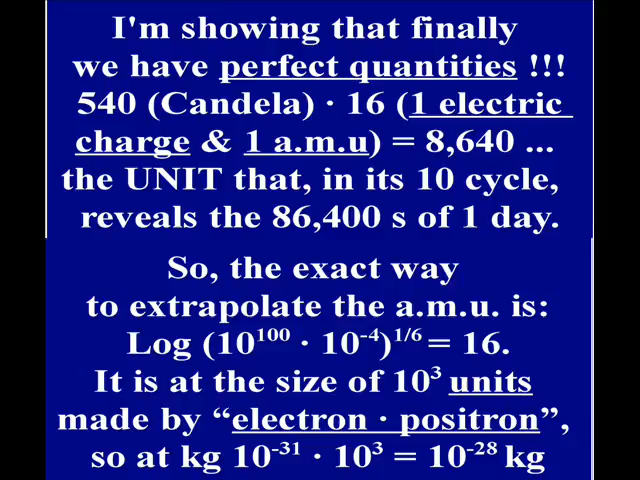 I'm showing that finally
we have perfect quantities !!!
540 (Candela) · 16 (1 electric
charge & 1 a.m.u) = 8,640 ...
the UNIT that, in its 10 cycle,
reveals the 86,400 s of 1 day.
So, the exact way
to extrapolate the a.m.u. is:
Log (10¹⁰⁰ · 10⁻⁴)¹/⁶ = 16.
It is at the size of 10³ units
made by “electron · positron”,
so at kg 10⁻³¹ · 10³ = 10⁻²⁸ kg